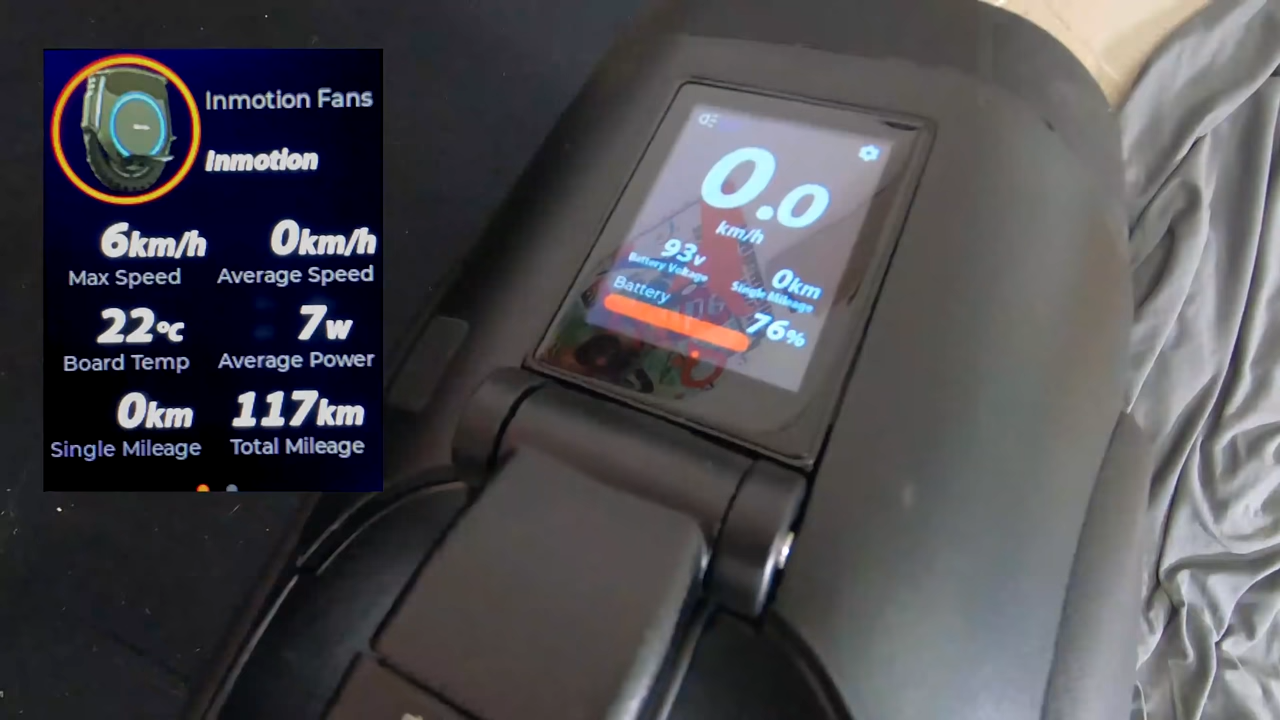 Inmotion Fans
Inmotion
6km/h 0km/h
Max Speed Average Speed
22°C 7w
Board Temp Average Power
0km 117km
Single Mileage Total Mileage
0.0
km/h
93v
Battery Voltage
0km
Single Mileage
Battery
76%